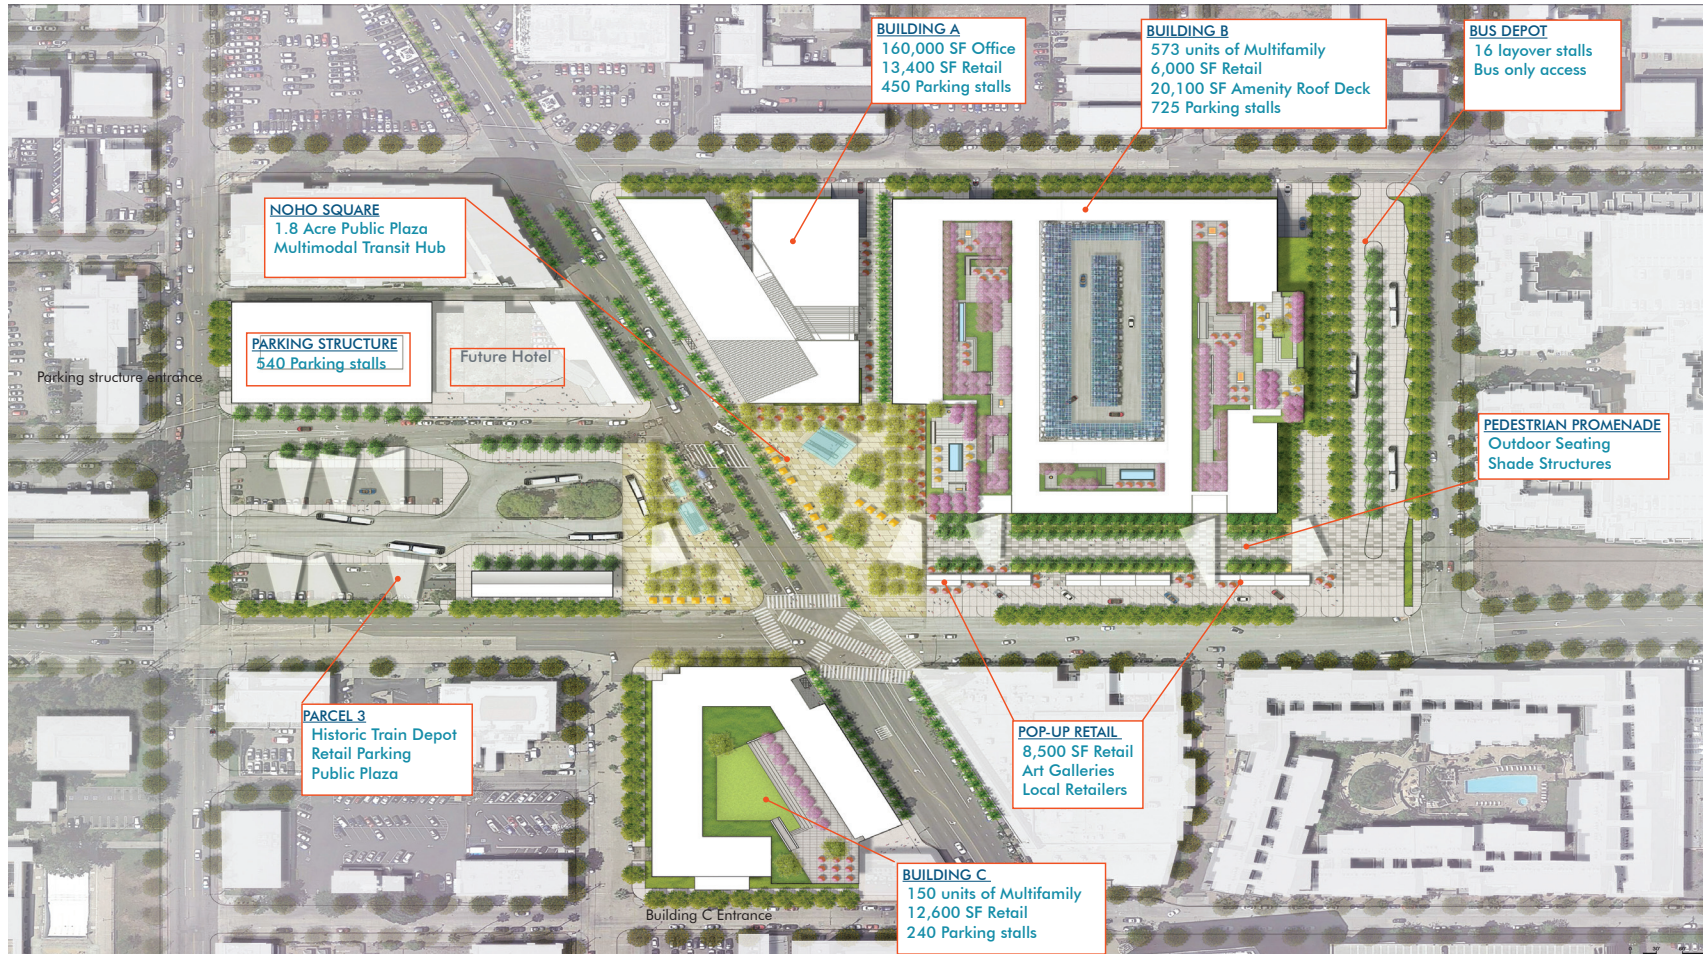 BUILDING A
160,000 SF Office
13,400 SF Retail
450 Parking stalls
BUILDING B
573 units of Multifamily
6,000 SF Retail
20,100 SF Amenity Roof Deck
725 Parking stalls
BUS DEPOT
16 layover stalls
Bus only access
NOHO SQUARE
1.8 Acre Public Plaza
Multimodal Transit Hub
PARKING STRUCTURE
540 Parking stalls
Future Hotel
Parking structure entrance
PEDESTRIAN PROMENADE
Outdoor Seating
Shade Structures
PARCEL 3
Historic Train Depot
Retail Parking
Public Plaza
POP-UP RETAIL
8,500 SF Retail
Art Galleries
Local Retailers
BUILDING C
150 units of Multifamily
12,600 SF Retail
240 Parking stalls
Building C Entrance